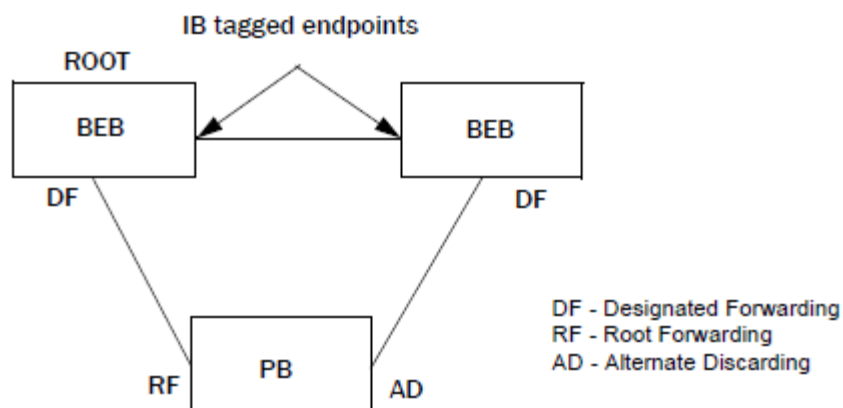 IB tagged endpoints
ROOT
BEB
BEB
DF
DF
DF - Designated Forwarding
RF - Root Forwarding
AD - Alternate Discarding
PB
RF
AD